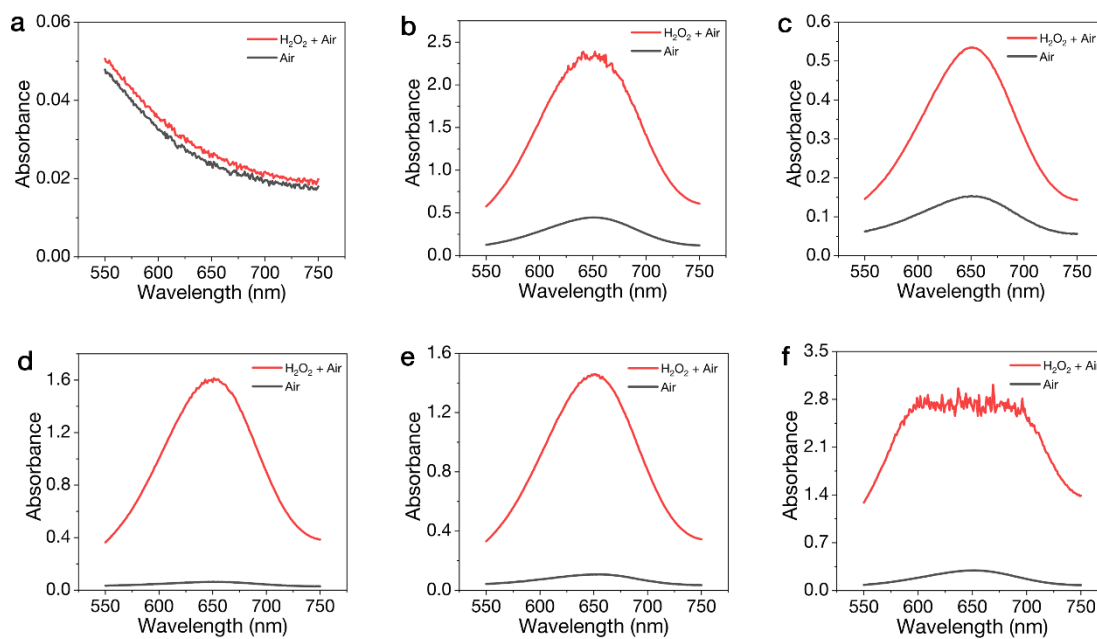 a
0.06
0.04
0.02
0.00
Absorbance
H₂O₂ + Air
Air
550 600 650 700 750
Wavelength (nm)
b
2.5
2.0
1.5
1.0
0.5
0.0
Absorbance
H₂O₂ + Air
Air
550 600 650 700 750
Wavelength (nm)
c
0.6
0.5
0.4
0.3
0.2
0.1
0.0
Absorbance
H₂O₂ + Air
Air
550 600 650 700 750
Wavelength (nm)
d
1.6
1.2
0.8
0.4
0.0
Absorbance
H₂O₂ + Air
Air
550 600 650 700 750
Wavelength (nm)
e
1.6
1.2
0.8
0.4
0.0
Absorbance
H₂O₂ + Air
Air
550 600 650 700 750
Wavelength (nm)
f
3.5
2.8
2.1
1.4
0.7
0.0
Absorbance
H₂O₂ + Air
Air
550 600 650 700 750
Wavelength (nm)